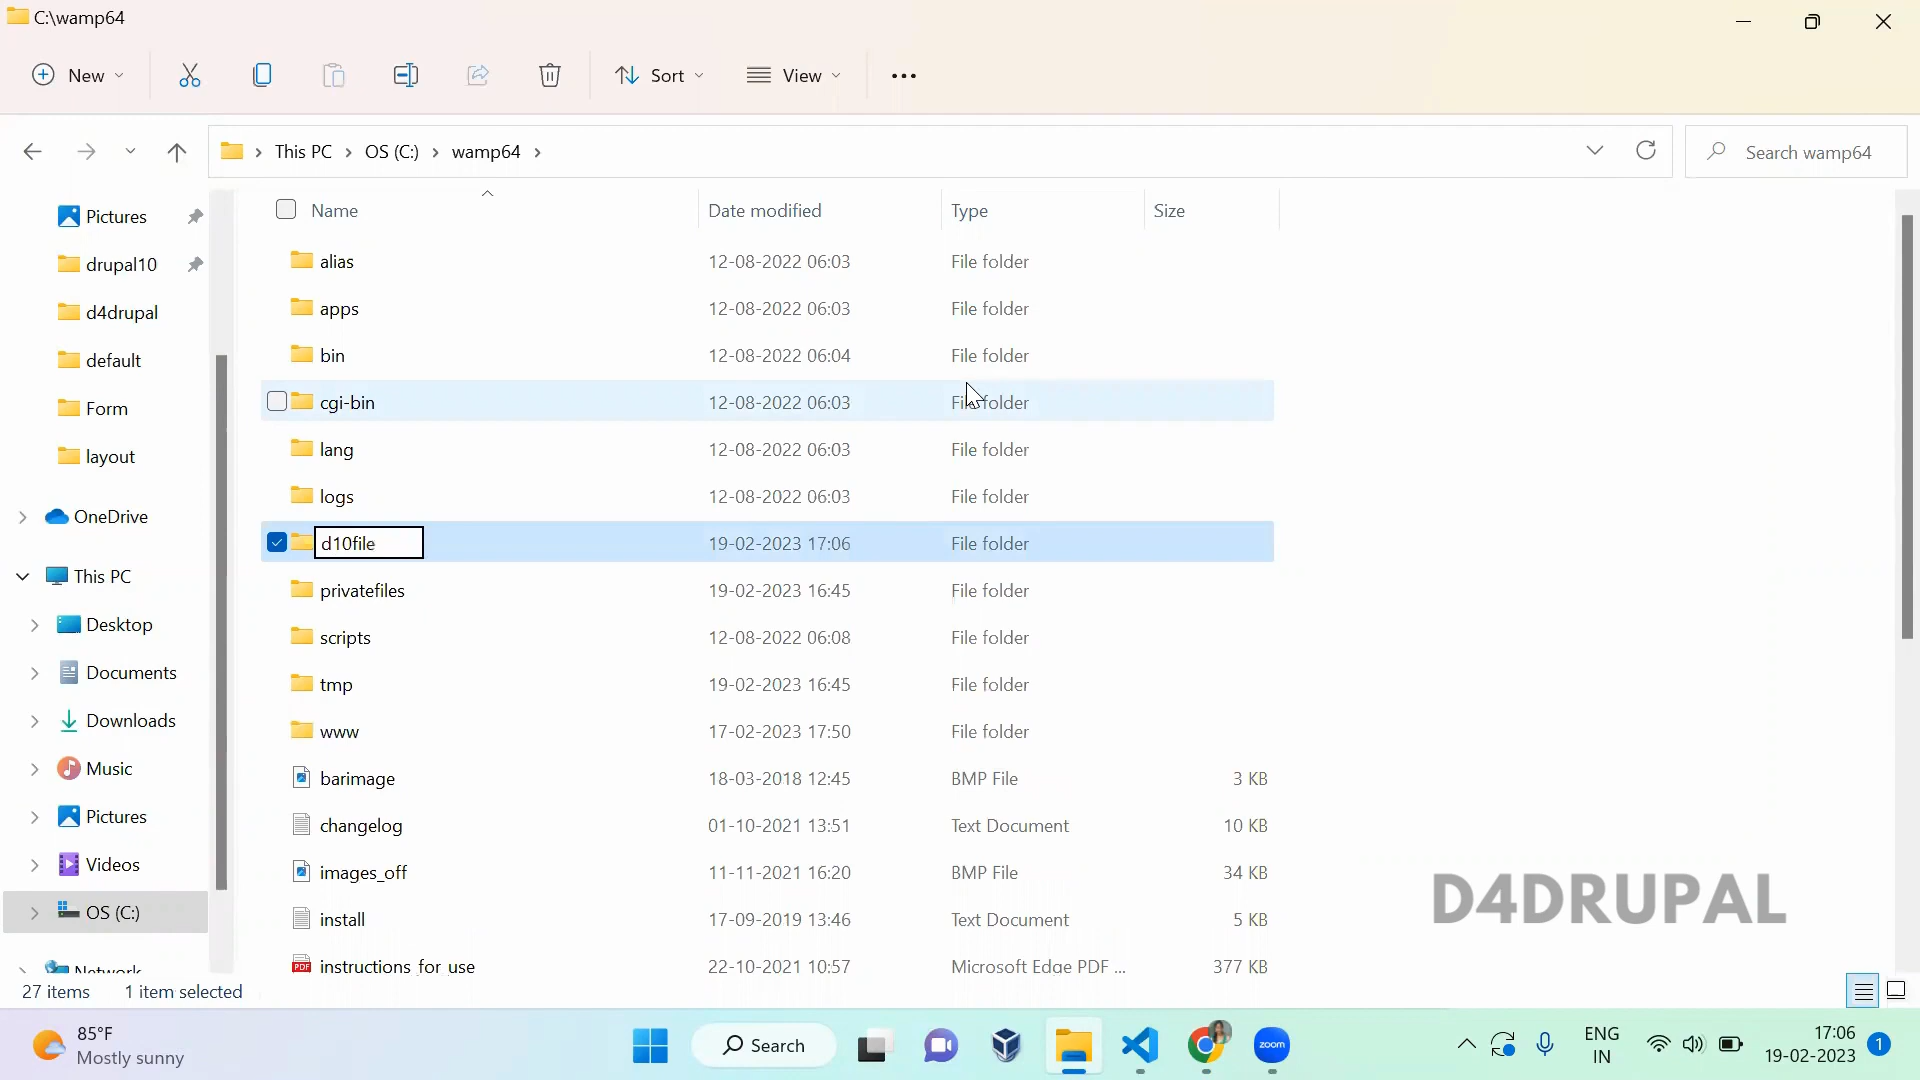 C:\wamp64
New
Sort
View
This PC
OS (C:)
wamp64
Search wamp64
Name
Date modified
Type
Size
Pictures
drupal10
d4drupal
default
Form
layout
OneDrive
This PC
Desktop
Documents
Downloads
Music
Pictures
Videos
OS (C:)
Network
alias 12-08-2022 06:03 File folder
apps 12-08-2022 06:03 File folder
bin 12-08-2022 06:04 File folder
cgi-bin 12-08-2022 06:03 File folder
lang 12-08-2022 06:03 File folder
logs 12-08-2022 06:03 File folder
d10file 19-02-2023 17:06 File folder
privatefiles 19-02-2023 16:45 File folder
scripts 12-08-2022 06:08 File folder
tmp 19-02-2023 16:45 File folder
www 17-02-2023 17:50 File folder
barimage 18-03-2018 12:45 BMP File 3 KB
changelog 01-10-2021 13:51 Text Document 10 KB
images_off 11-11-2021 16:20 BMP File 34 KB
install 17-09-2019 13:46 Text Document 5 KB
instructions_for_use 22-10-2021 10:57 Microsoft Edge PDF ... 377 KB
D4DRUPAL
27 items 1 item selected
85°F
Mostly sunny
Search
zoom
ENG
IN
17:06
19-02-2023
1